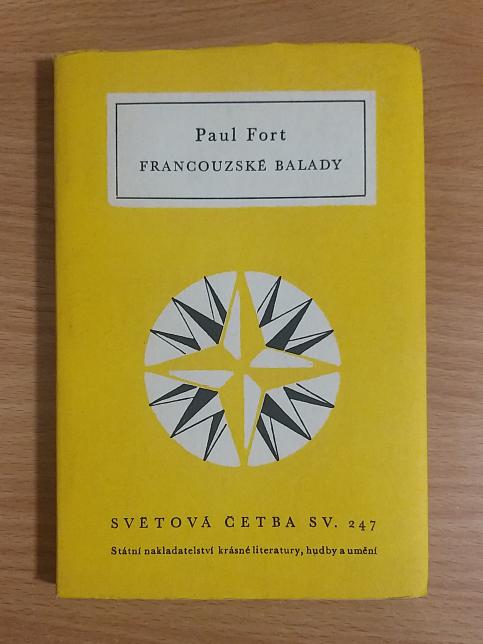 Paul Fort
FRANCOUZSKÉ BALADY
SVĚTOVÁ ČETBA SV. 247
Státní nakladatelství krásné literatury, hudby a umění